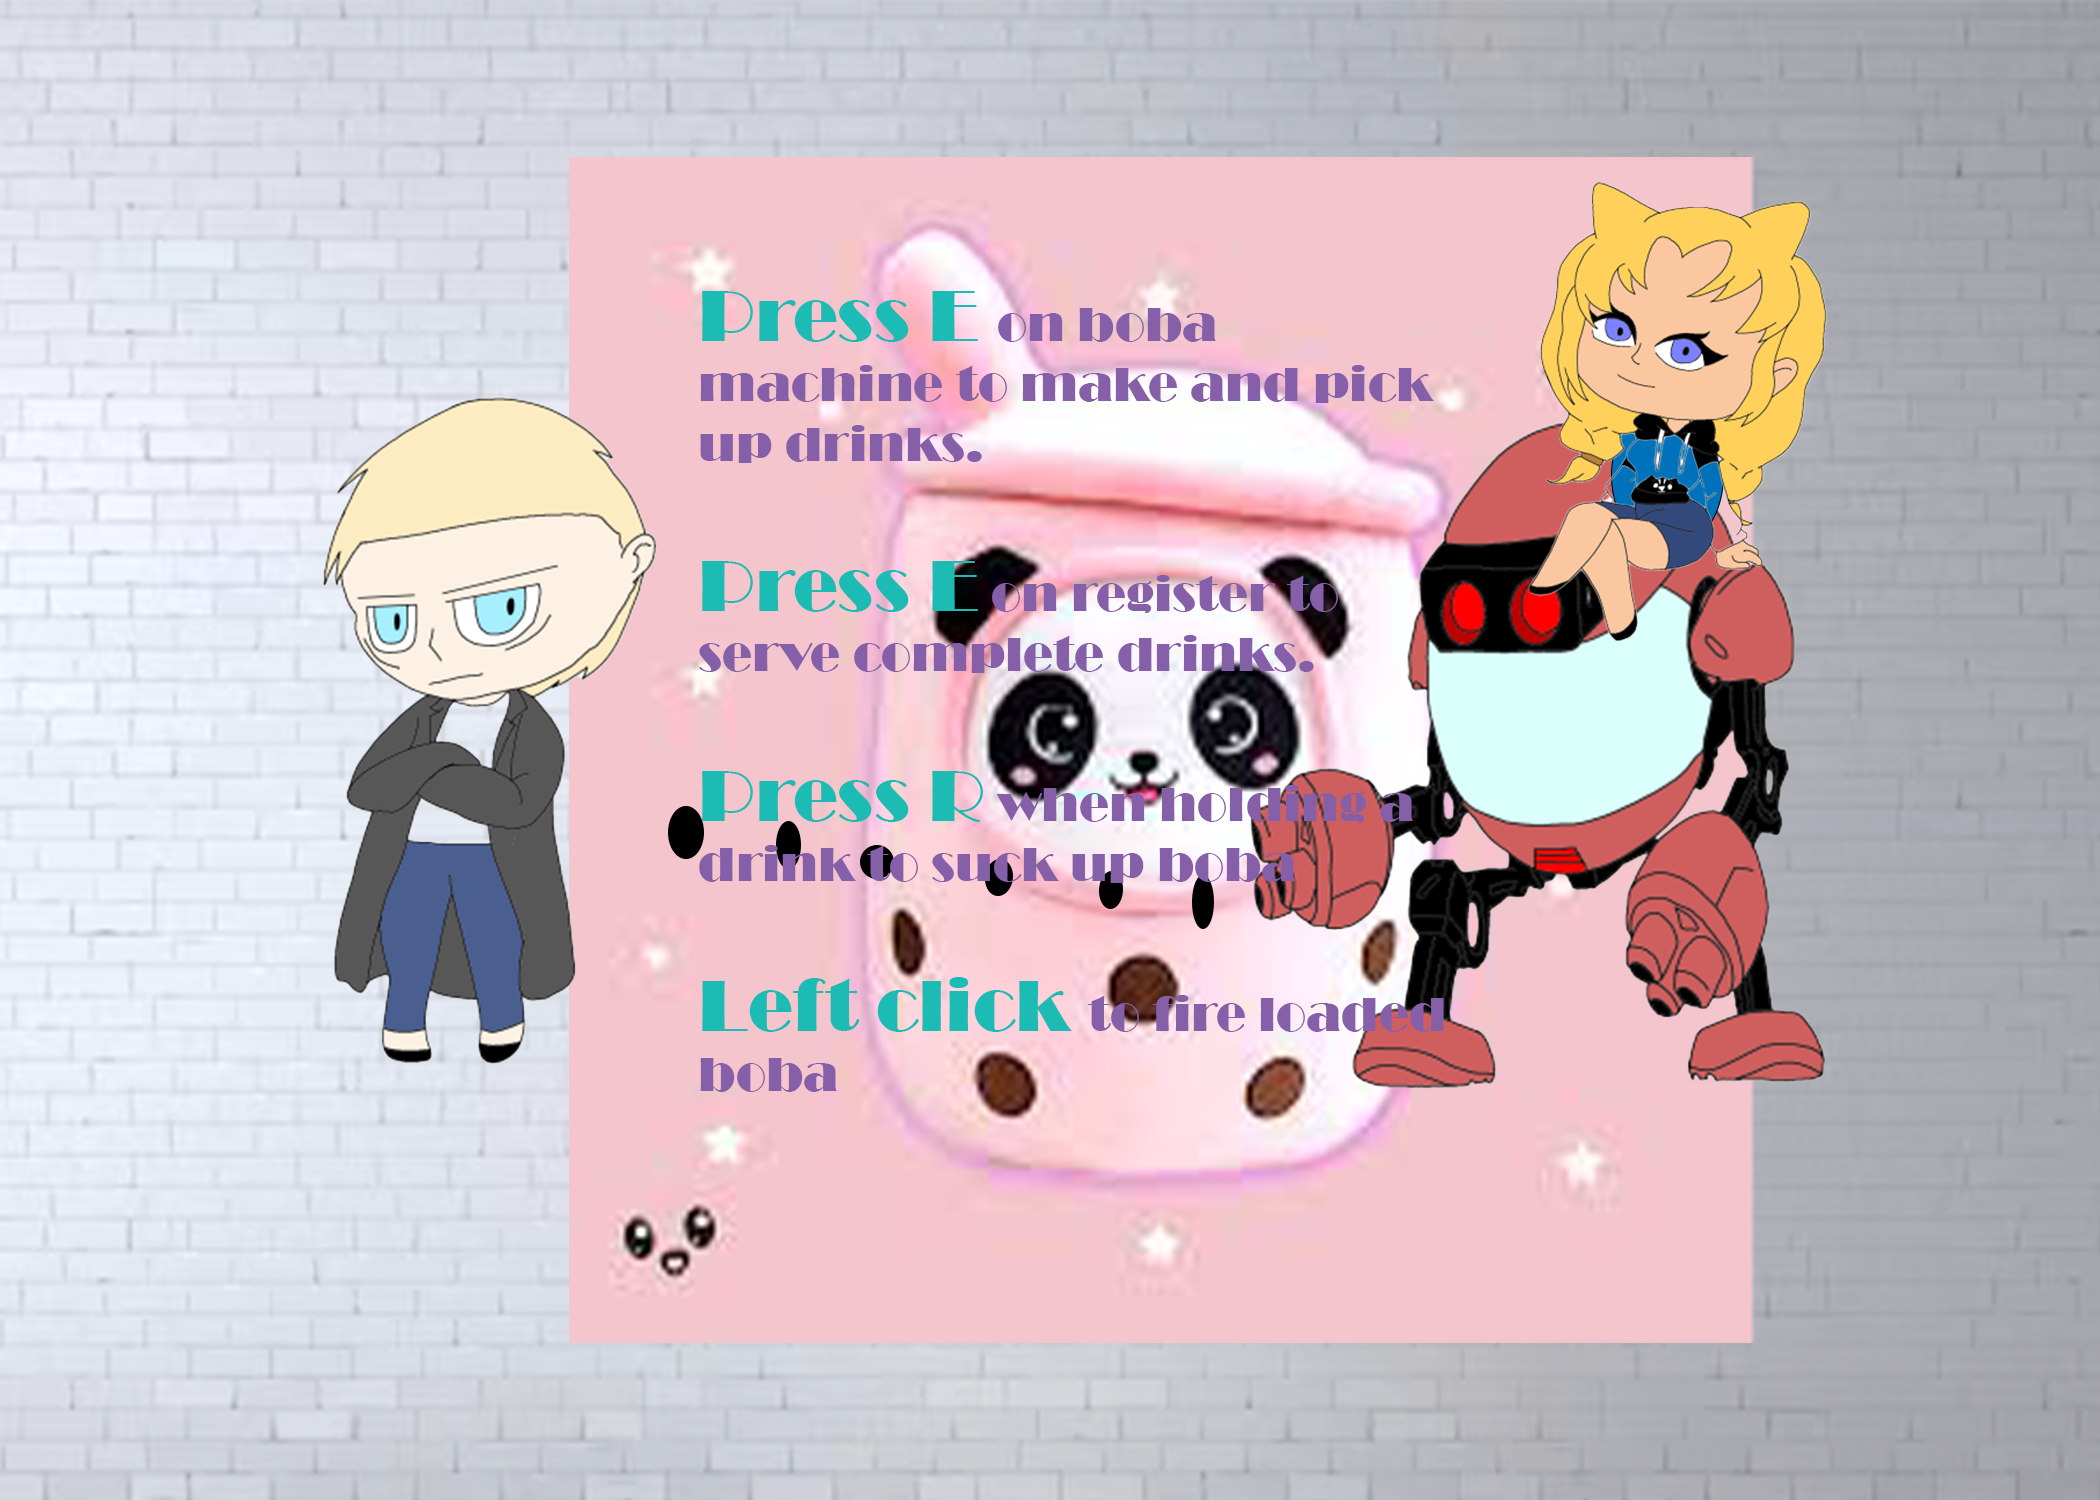 Press E on boba
machine to make and pick
up drinks.
Press E on register to
serve complete drinks.
Press R when holding a
drink to suck up boba
Left click to fire loaded
boba